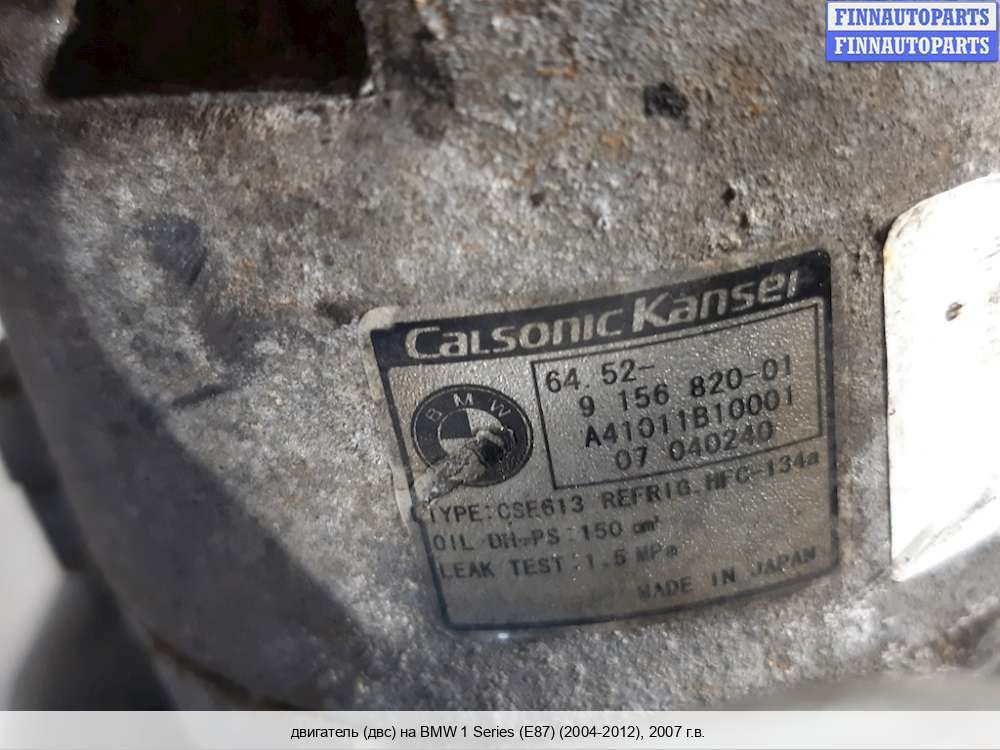 FINNAUTOPARTS
FINNAUTOPARTS
CALSONIC KANSEI
BMW
64.52-
9 156 820-01
A41011B10001
07 040240
TYPE:CSE613 REFRIG.HFC-134a
OIL DH-PS:150 cm³
LEAK TEST:1.5 MPa
MADE IN JAPAN
двигатель (двс) на BMW 1 Series (E87) (2004-2012), 2007 г.в.